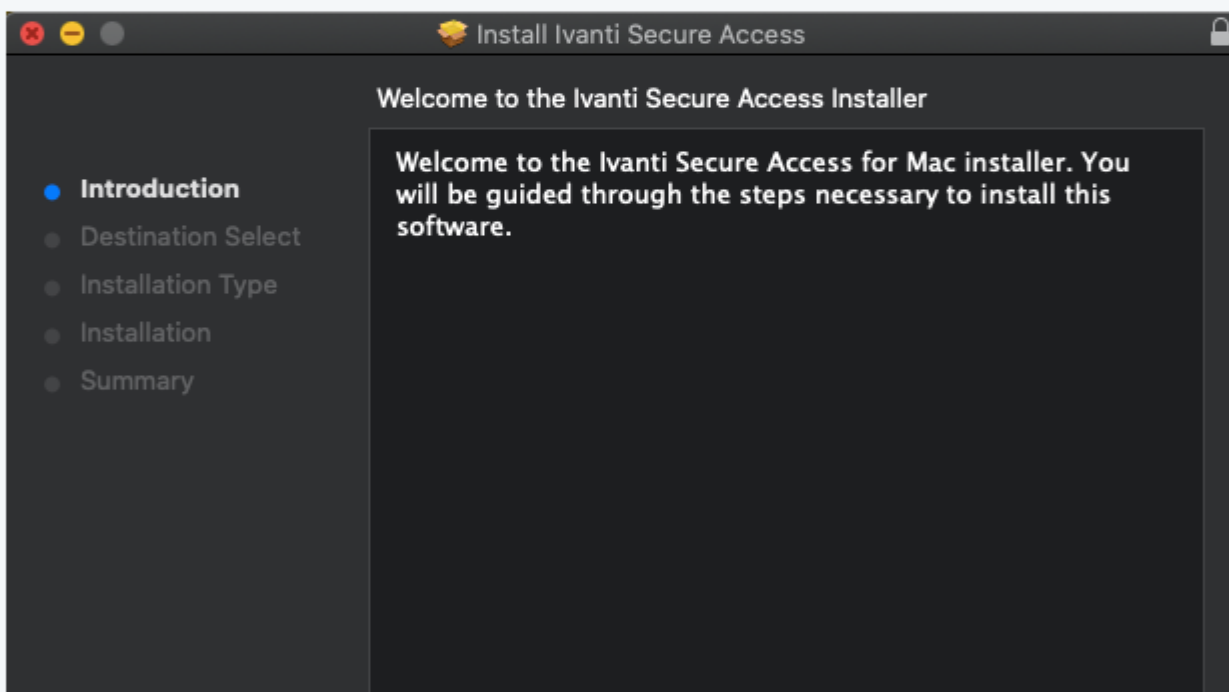 Install Ivanti Secure Access
Welcome to the Ivanti Secure Access Installer
Introduction
Destination Select
Installation Type
Installation
Summary
Welcome to the Ivanti Secure Access for Mac installer. You
will be guided through the steps necessary to install this
software.